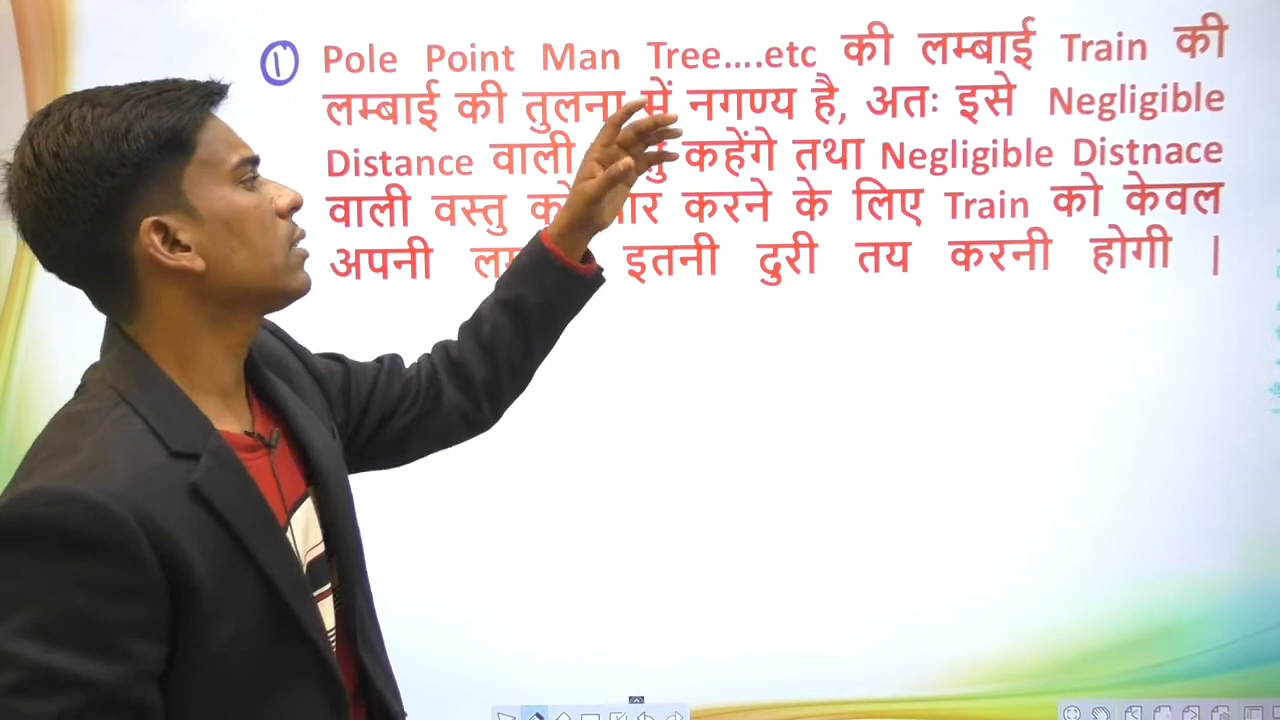 1 Pole Point Man Tree....etc की लम्बाई Train की
लम्बाई की तुलना में नगण्य है, अतः इसे Negligible
Distance वाली कहेंगे तथा Negligible Distnace
वाली वस्तु को करने के लिए Train को केवल
अपनी इतनी दुरी तय करनी होगी |